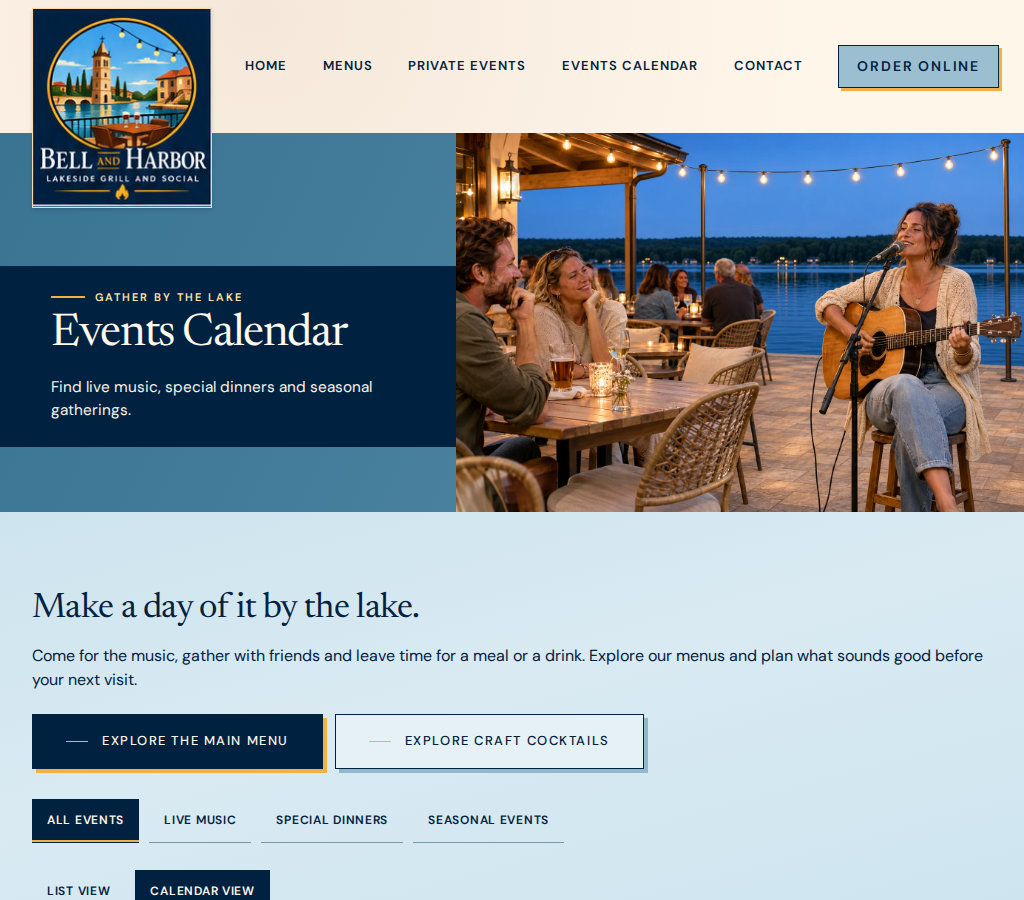 HOME
MENUS
PRIVATE EVENTS
EVENTS CALENDAR
CONTACT
ORDER ONLINE
BELL AND HARBOR
LAKESIDE GRILL AND SOCIAL
GATHER BY THE LAKE
Events Calendar
Find live music, special dinners and seasonal
gatherings.
Make a day of it by the lake.
Come for the music, gather with friends and leave time for a meal or a drink. Explore our menus and plan what sounds good before
your next visit.
EXPLORE THE MAIN MENU
EXPLORE CRAFT COCKTAILS
ALL EVENTS
LIVE MUSIC
SPECIAL DINNERS
SEASONAL EVENTS
LIST VIEW
CALENDAR VIEW